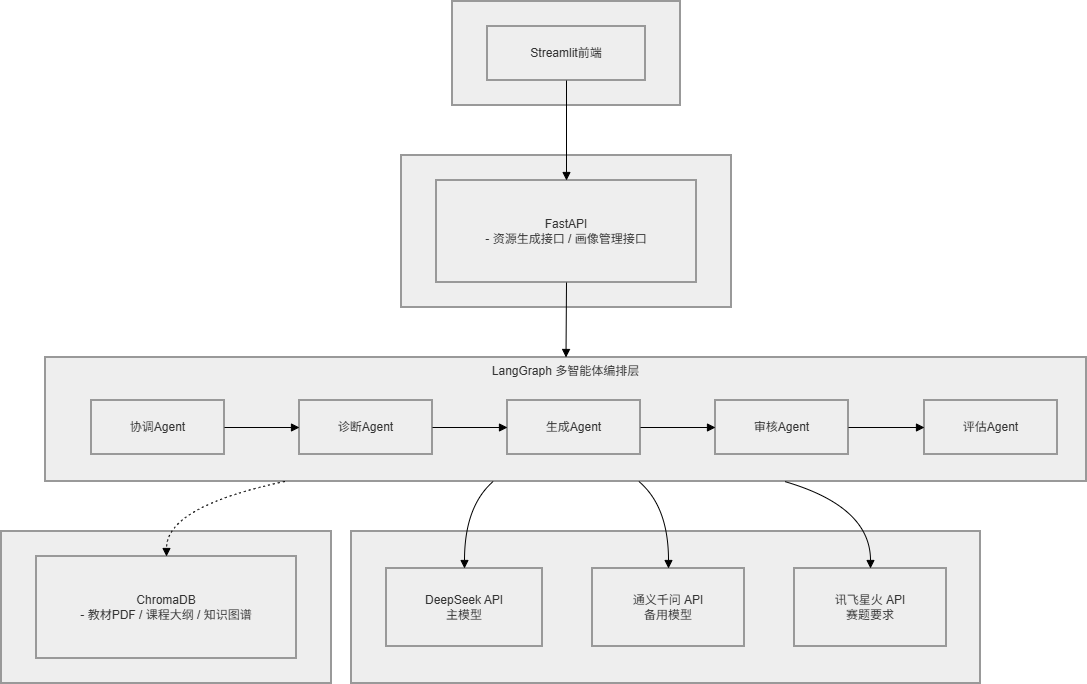 Streamlit前端
FastAPI
- 资源生成接口 / 画像管理接口
LangGraph 多智能体编排层
协调Agent
诊断Agent
生成Agent
审核Agent
评估Agent
ChromaDB
- 教材PDF / 课程大纲 / 知识图谱
DeepSeek API
主模型
通义千问 API
备用模型
讯飞星火 API
赛题要求